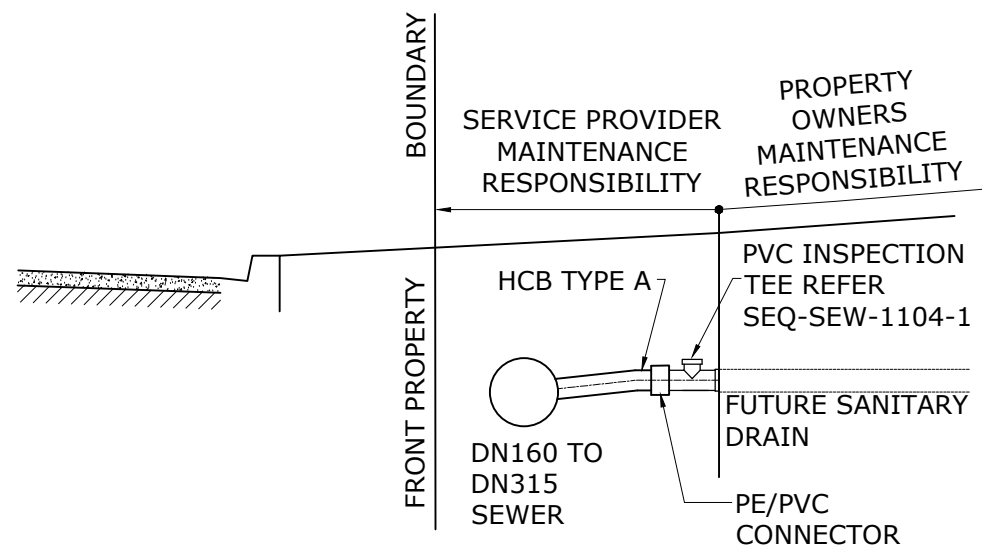 FRONT PROPERTY BOUNDARY
SERVICE PROVIDER
MAINTENANCE
RESPONSIBILITY
PROPERTY
OWNERS
MAINTENANCE
RESPONSIBILITY
HCB TYPE A
PVC INSPECTION
TEE REFER
SEQ-SEW-1104-1
DN160 TO
DN315
SEWER
FUTURE SANITARY
DRAIN
PE/PVC
CONNECTOR